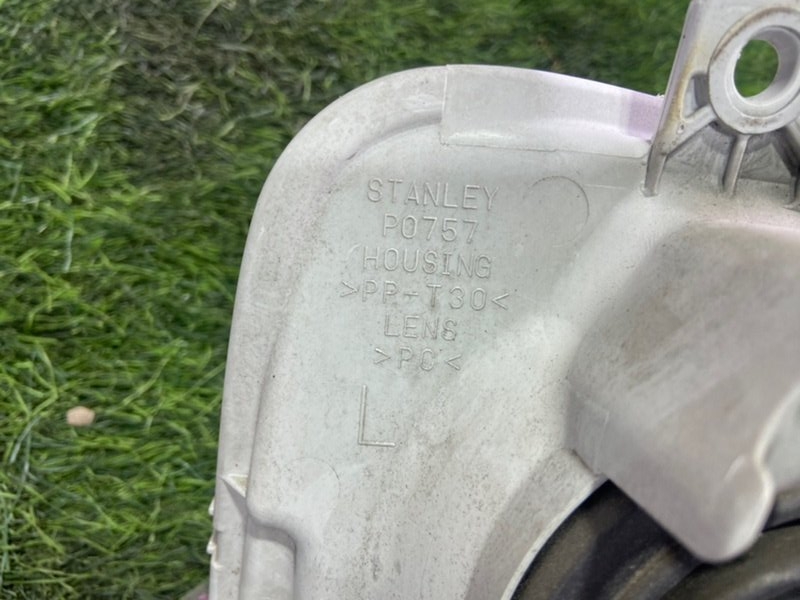 STANLEY
P0757
HOUSING
>PP-T30<
LENS
>PC<
L